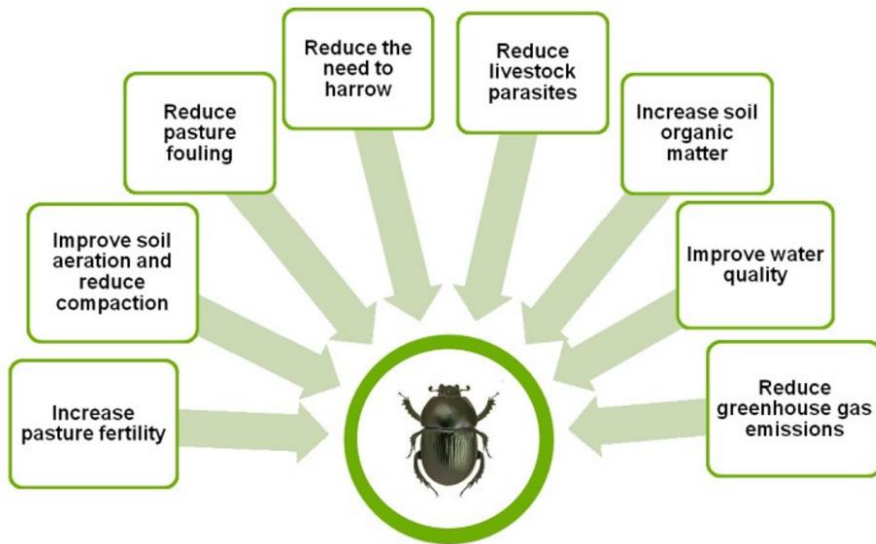 Increase
pasture fertility
Improve soil
aeration and
reduce
compaction
Reduce
pasture
fouling
Reduce the
need to
harrow
Reduce
livestock
parasites
Increase soil
organic
matter
Improve water
quality
Reduce
greenhouse gas
emissions